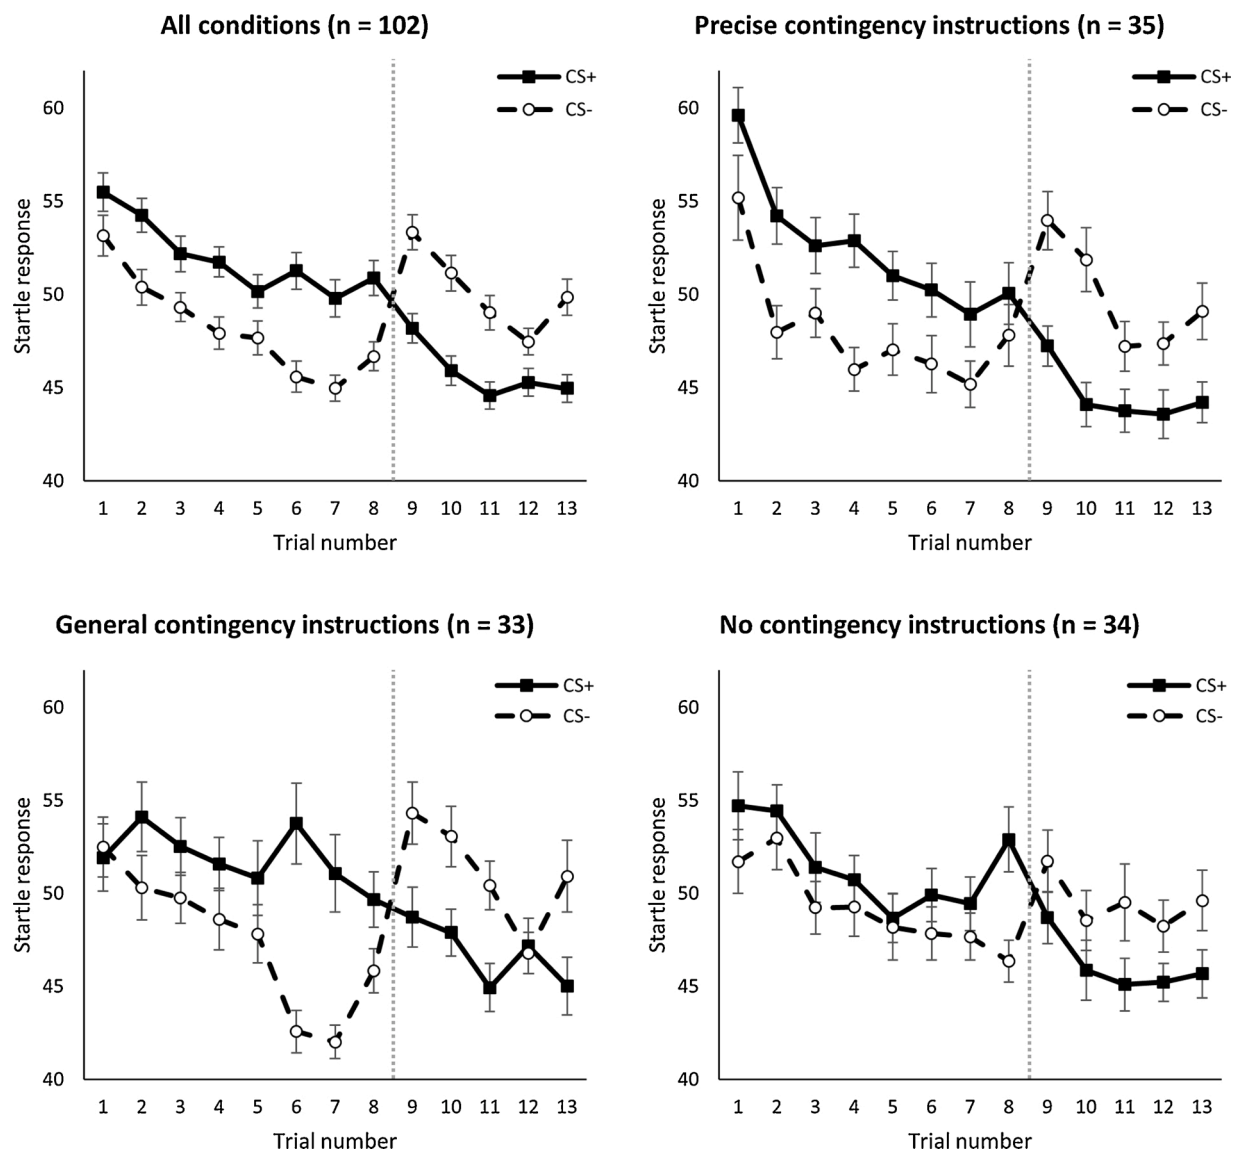 All conditions (n = 102)
CS+
CS-
60
55
50
45
40
Startle response
1 2 3 4 5 6 7 8 9 10 11 12 13
Trial number
Precise contingency instructions (n = 35)
CS+
CS-
60
55
50
45
40
Startle response
1 2 3 4 5 6 7 8 9 10 11 12 13
Trial number
General contingency instructions (n = 33)
CS+
CS-
60
55
50
45
40
Startle response
1 2 3 4 5 6 7 8 9 10 11 12 13
Trial number
No contingency instructions (n = 34)
CS+
CS-
60
55
50
45
40
Startle response
1 2 3 4 5 6 7 8 9 10 11 12 13
Trial number